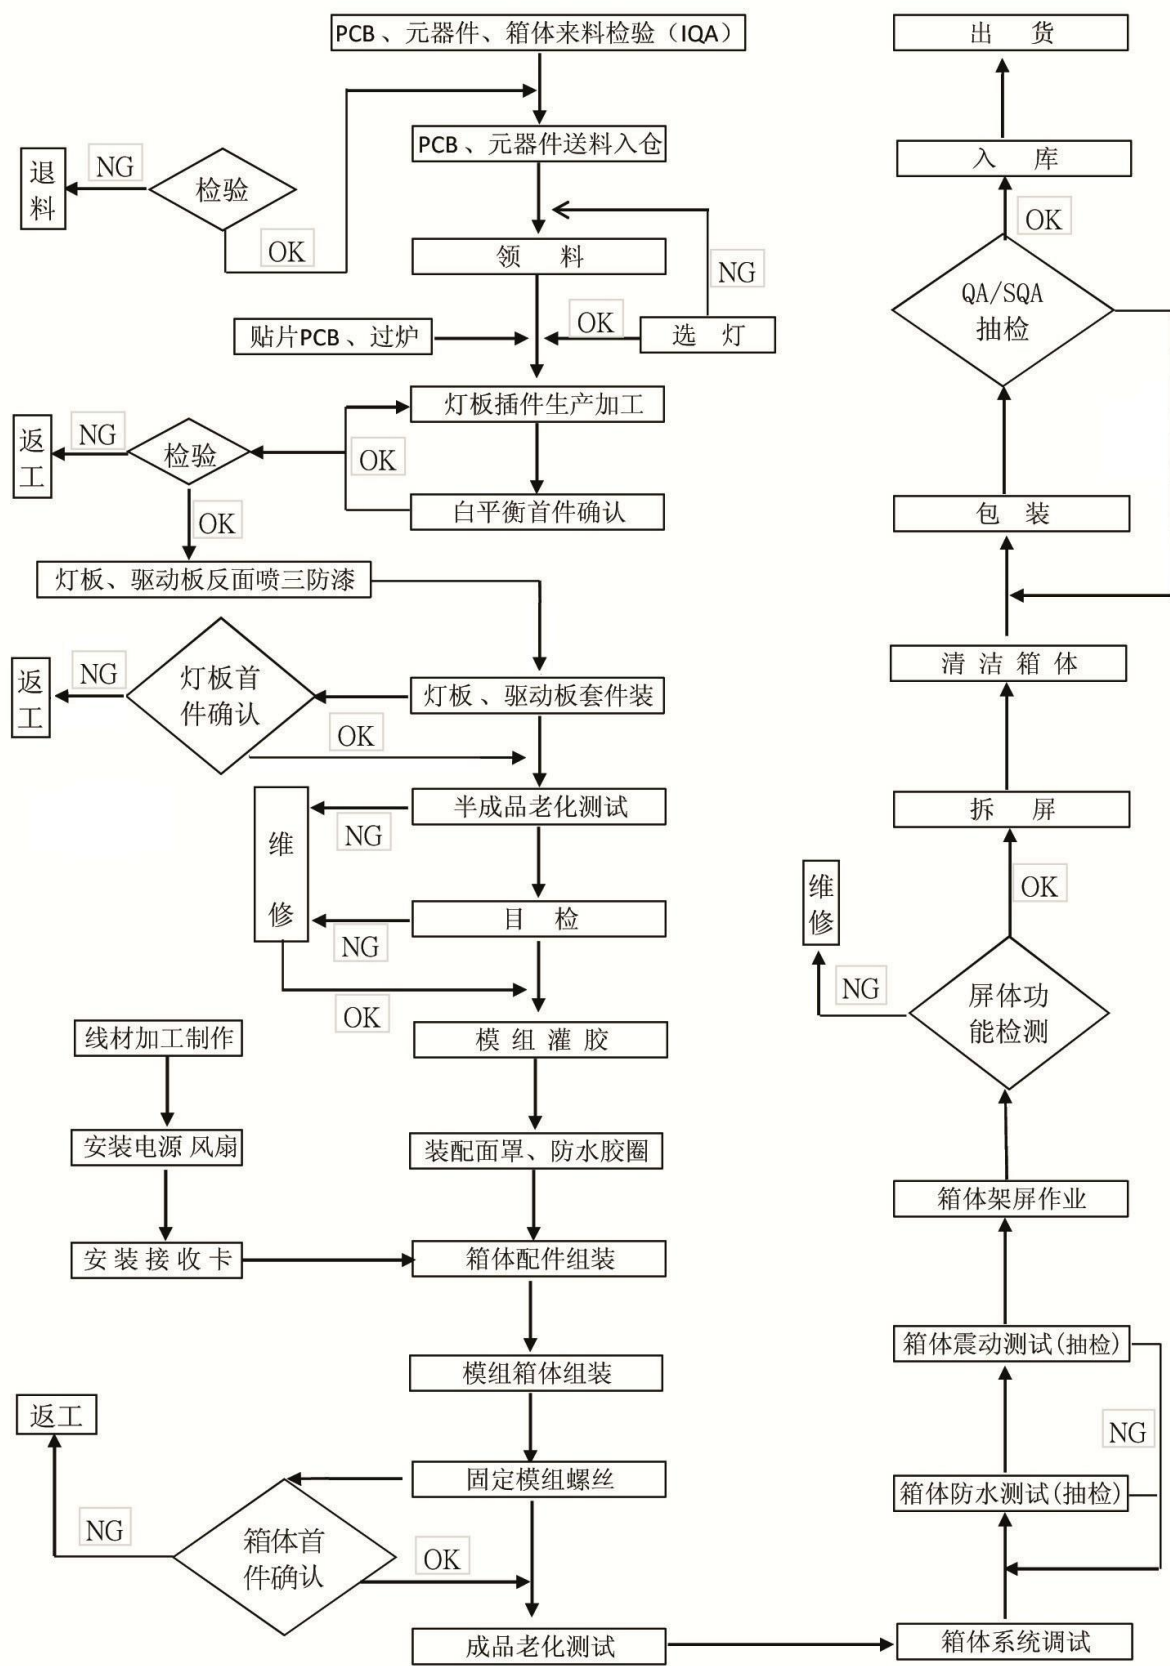 PCB、元器件、箱体来料检验（IQA）
PCB、元器件送料入仓
退料
NG
检验
OK
领 料
NG
贴片PCB、过炉
OK
选 灯
灯板插件生产加工
返工
NG
检验
OK
白平衡首件确认
OK
灯板、驱动板反面喷三防漆
返工
NG
灯板首
件确认
灯板、驱动板套件装
OK
半成品老化测试
NG
维修
目 检
NG
OK
模 组 灌 胶
线材加工制作
安装电源 风扇
装配面罩、防水胶圈
安 装 接 收 卡
箱体配件组装
模组箱体组装
返工
固定模组螺丝
NG
箱体首
件确认
OK
成品老化测试
出 货
入 库
OK
QA/SQA
抽检
包 装
清 洁 箱 体
拆 屏
OK
维修
NG
屏体功
能检测
箱体架屏作业
箱体震动测试(抽检)
NG
箱体防水测试(抽检)
箱体系统调试